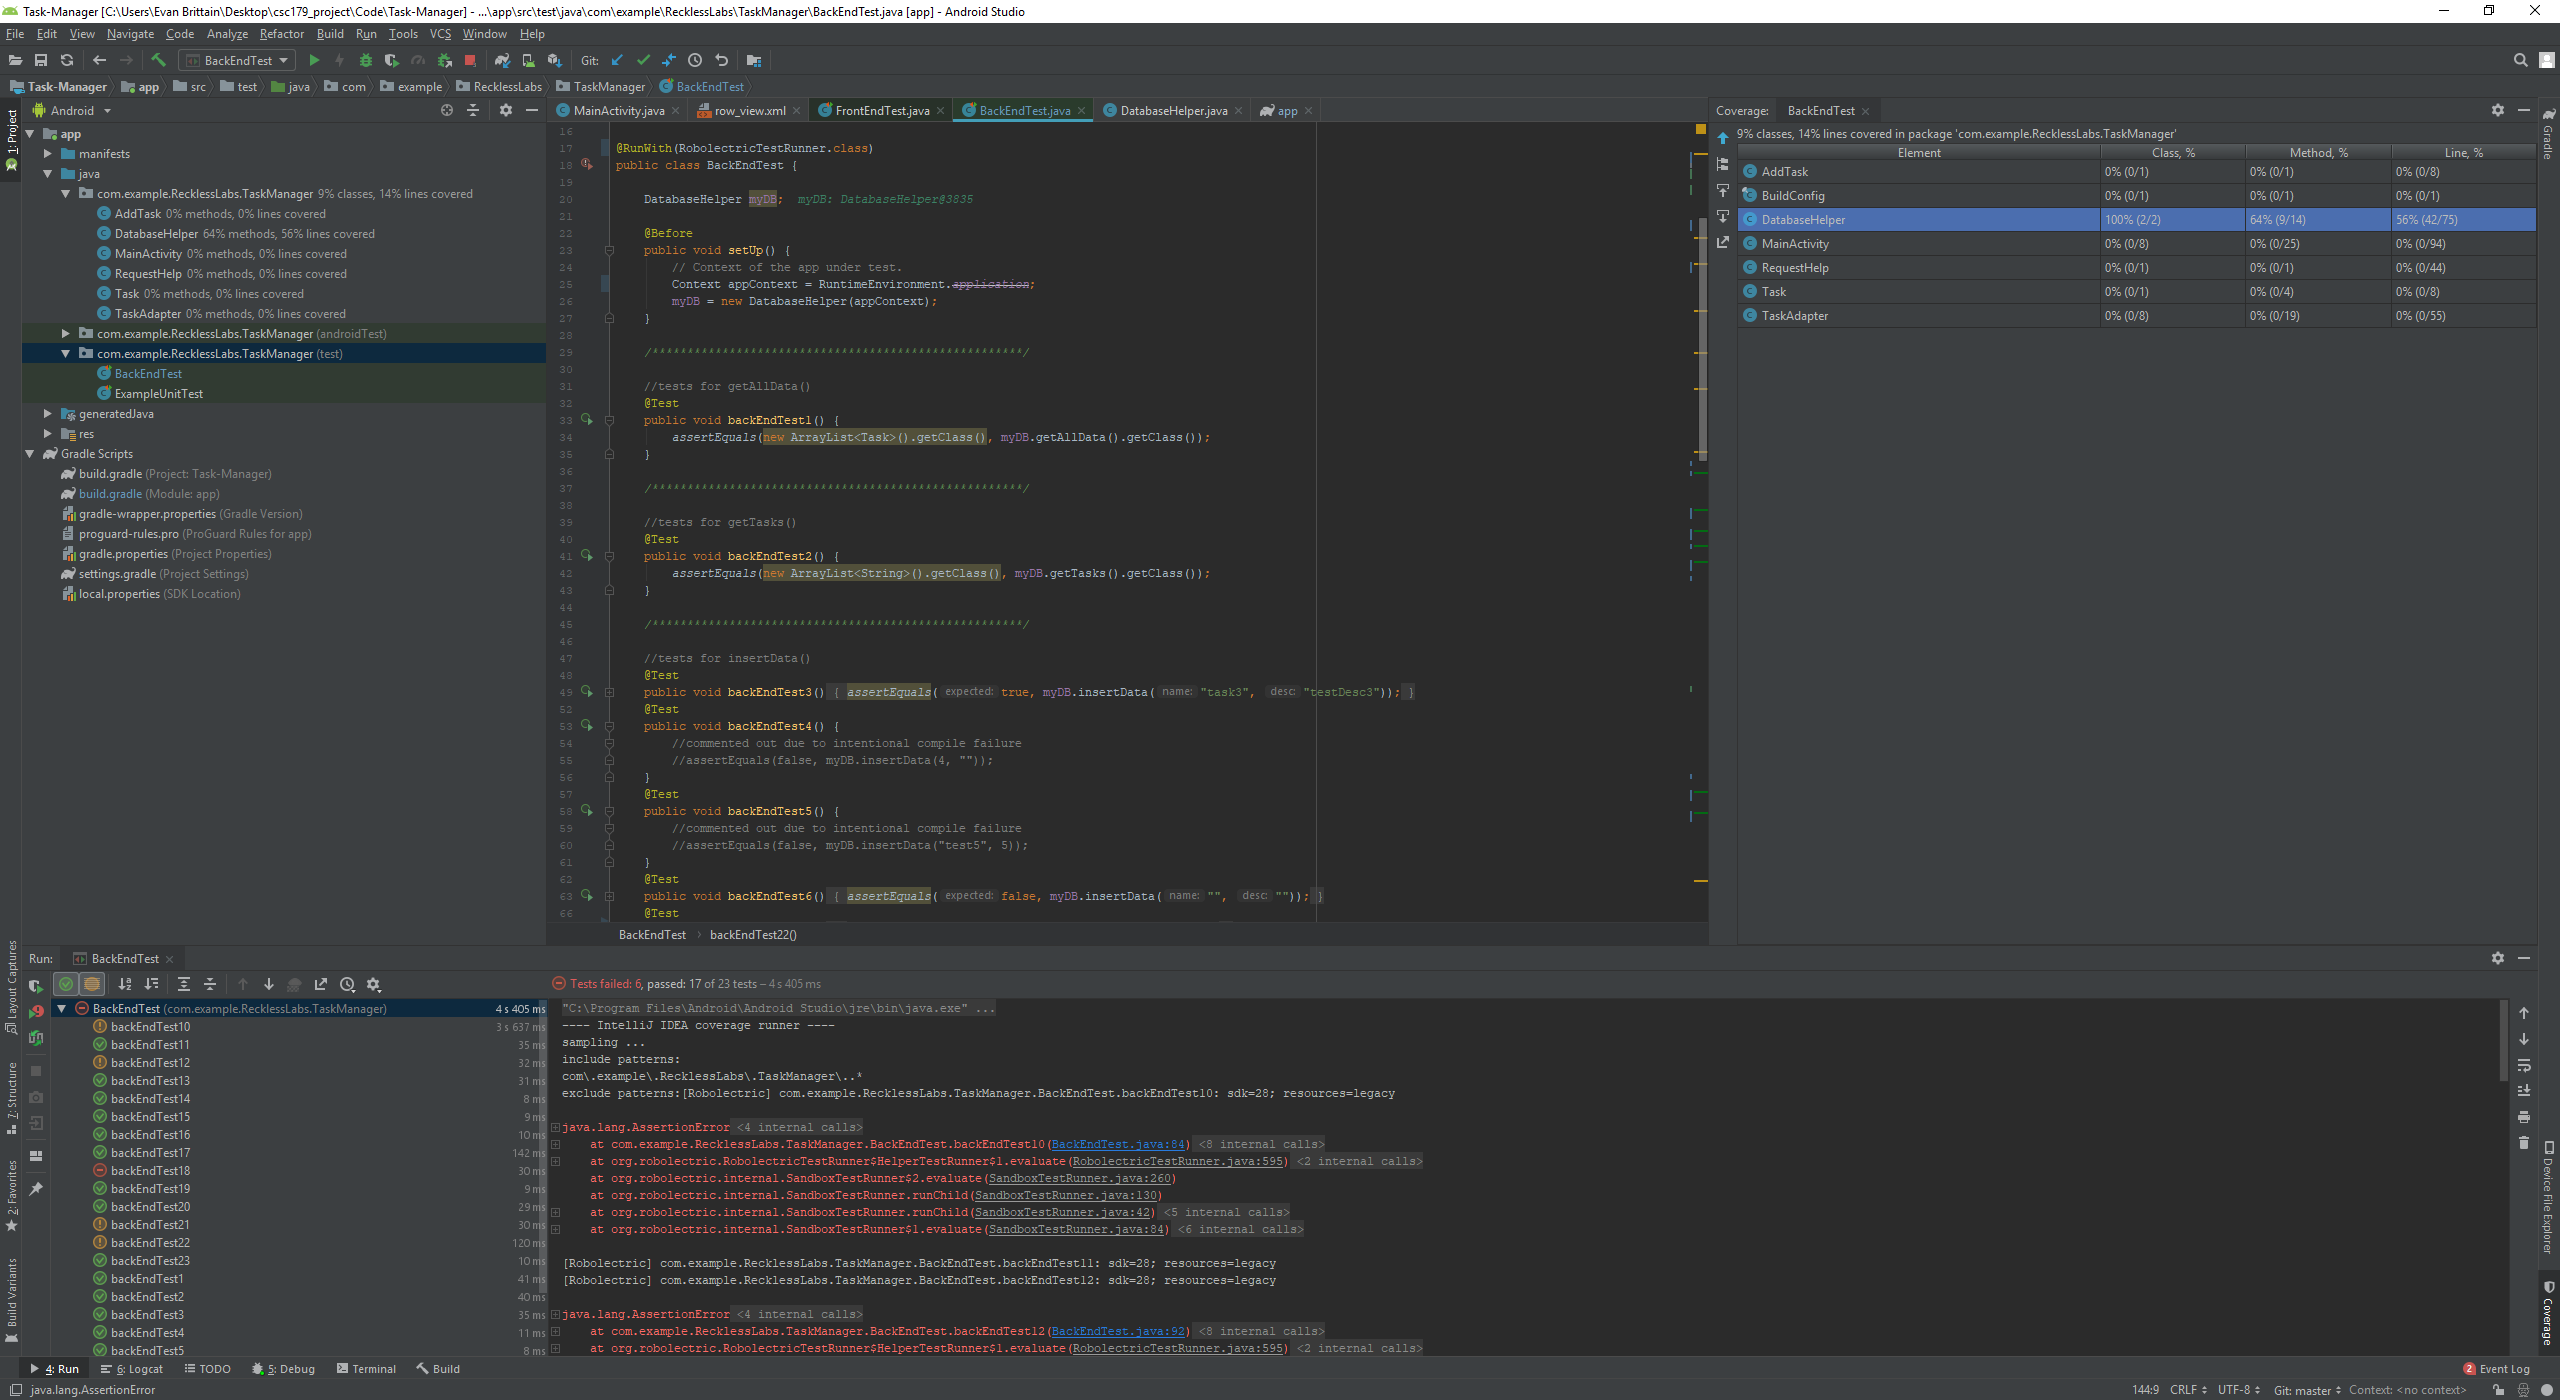 Task-Manager [C:\Users\Evan Brittain\Desktop\csc179_project\Code\Task-Manager] - ...\app\src\test\java\com\example\RecklessLabs\TaskManager\BackEndTest.java [app] - Android Studio
File Edit View Navigate Code Analyze Refactor Build Run Tools VCS Window Help
BackEndTest Git:
Task-Manager app src test java com example RecklessLabs TaskManager BackEndTest
1: Project
Android
app
manifests
java
com.example.RecklessLabs.TaskManager 9% classes, 14% lines covered
AddTask 0% methods, 0% lines covered
DatabaseHelper 64% methods, 56% lines covered
MainActivity 0% methods, 0% lines covered
RequestHelp 0% methods, 0% lines covered
Task 0% methods, 0% lines covered
TaskAdapter 0% methods, 0% lines covered
com.example.RecklessLabs.TaskManager (androidTest)
com.example.RecklessLabs.TaskManager (test)
BackEndTest
ExampleUnitTest
generatedJava
res
Gradle Scripts
build.gradle (Project: Task-Manager)
build.gradle (Module: app)
gradle-wrapper.properties (Gradle Version)
proguard-rules.pro (ProGuard Rules for app)
gradle.properties (Project Properties)
settings.gradle (Project Settings)
local.properties (SDK Location)
MainActivity.java row_view.xml FrontEndTest.java BackEndTest.java DatabaseHelper.java app
16
17 @RunWith(RobolectricTestRunner.class)
18 public class BackEndTest {
19
20 DatabaseHelper myDB; myDB: DatabaseHelper@3835
21
22 @Before
23 public void setUp() {
24 // Context of the app under test.
25 Context appContext = RuntimeEnvironment.application;
26 myDB = new DatabaseHelper(appContext);
27 }
28
29 /*****************************************************/
30
31 //tests for getAllData()
32 @Test
33 public void backEndTest1() {
34 assertEquals(new ArrayList<Task>().getClass(), myDB.getAllData().getClass());
35 }
36
37 /*****************************************************/
38
39 //tests for getTasks()
40 @Test
41 public void backEndTest2() {
42 assertEquals(new ArrayList<String>().getClass(), myDB.getTasks().getClass());
43 }
44
45 /*****************************************************/
46
47 //tests for insertData()
48 @Test
49 public void backEndTest3() { assertEquals( expected: true, myDB.insertData( name: "task3", desc: "testDesc3")); }
52 @Test
53 public void backEndTest4() {
54 //commented out due to intentional compile failure
55 //assertEquals(false, myDB.insertData(4, ""));
56 }
57 @Test
58 public void backEndTest5() {
59 //commented out due to intentional compile failure
60 //assertEquals(false, myDB.insertData("test5", 5));
61 }
62 @Test
63 public void backEndTest6() { assertEquals( expected: false, myDB.insertData( name: "", desc: "")); }
66 @Test
BackEndTest backEndTest22()
Coverage: BackEndTest
9% classes, 14% lines covered in package 'com.example.RecklessLabs.TaskManager'
Element Class, % Method, % Line, %
AddTask 0% (0/1) 0% (0/1) 0% (0/8)
BuildConfig 0% (0/1) 0% (0/1) 0% (0/1)
DatabaseHelper 100% (2/2) 64% (9/14) 56% (42/75)
MainActivity 0% (0/8) 0% (0/25) 0% (0/94)
RequestHelp 0% (0/1) 0% (0/1) 0% (0/44)
Task 0% (0/1) 0% (0/4) 0% (0/8)
TaskAdapter 0% (0/8) 0% (0/19) 0% (0/55)
Gradle
Layout Captures
7: Structure
2: Favorites
Build Variants
Run: BackEndTest
Tests failed: 6, passed: 17 of 23 tests – 4 s 405 ms
BackEndTest (com.example.RecklessLabs.TaskManager) 4 s 405 ms
backEndTest10 3 s 637 ms
backEndTest11 35 ms
backEndTest12 32 ms
backEndTest13 31 ms
backEndTest14 8 ms
backEndTest15 9 ms
backEndTest16 10 ms
backEndTest17 142 ms
backEndTest18 30 ms
backEndTest19 9 ms
backEndTest20 29 ms
backEndTest21 30 ms
backEndTest22 120 ms
backEndTest23 10 ms
backEndTest1 41 ms
backEndTest2 40 ms
backEndTest3 35 ms
backEndTest4 11 ms
backEndTest5 8 ms
"C:\Program Files\Android\Android Studio\jre\bin\java.exe" ...
---- IntelliJ IDEA coverage runner ----
sampling ...
include patterns:
com\.example\.RecklessLabs\.TaskManager\..*
exclude patterns:[Robolectric] com.example.RecklessLabs.TaskManager.BackEndTest.backEndTest10: sdk=28; resources=legacy
java.lang.AssertionError <4 internal calls>
at com.example.RecklessLabs.TaskManager.BackEndTest.backEndTest10(BackEndTest.java:84) <8 internal calls>
at org.robolectric.RobolectricTestRunner$HelperTestRunner$1.evaluate(RobolectricTestRunner.java:595) <2 internal calls>
at org.robolectric.internal.SandboxTestRunner$2.evaluate(SandboxTestRunner.java:260)
at org.robolectric.internal.SandboxTestRunner.runChild(SandboxTestRunner.java:130)
at org.robolectric.internal.SandboxTestRunner.runChild(SandboxTestRunner.java:42) <5 internal calls>
at org.robolectric.internal.SandboxTestRunner$1.evaluate(SandboxTestRunner.java:84) <6 internal calls>
[Robolectric] com.example.RecklessLabs.TaskManager.BackEndTest.backEndTest11: sdk=28; resources=legacy
[Robolectric] com.example.RecklessLabs.TaskManager.BackEndTest.backEndTest12: sdk=28; resources=legacy
java.lang.AssertionError <4 internal calls>
at com.example.RecklessLabs.TaskManager.BackEndTest.backEndTest12(BackEndTest.java:92) <8 internal calls>
at org.robolectric.RobolectricTestRunner$HelperTestRunner$1.evaluate(RobolectricTestRunner.java:595) <2 internal calls>
Device File Explorer
Coverage
4: Run 6: Logcat TODO 5: Debug Terminal Build 2 Event Log
java.lang.AssertionError 144:9 CRLF UTF-8 Git: master Context: <no context>